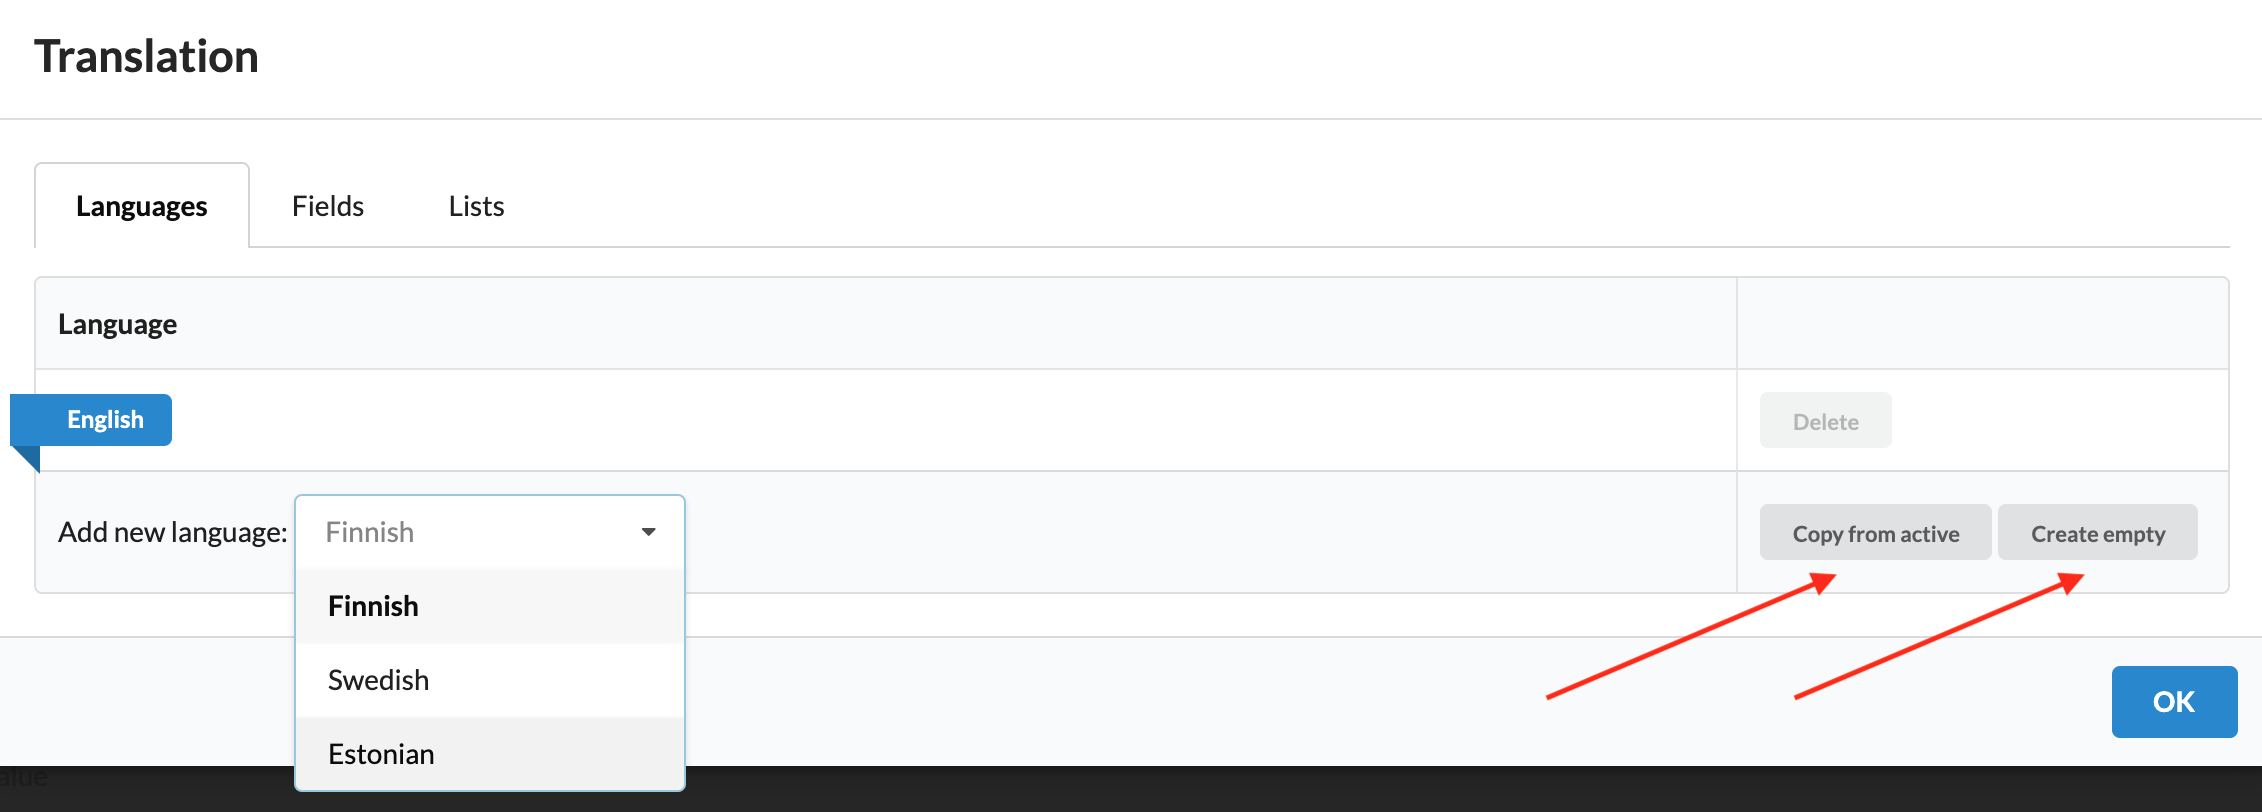 Translation
Languages Fields Lists
Language
English Delete
Add new language: Finnish Copy from active Create empty
Finnish
Swedish
Estonian
OK